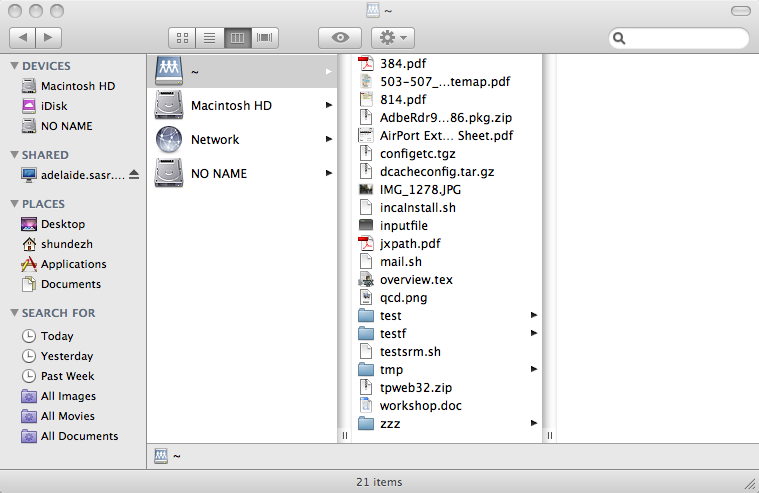 ~
DEVICES
Macintosh HD
iDisk
NO NAME
SHARED
adelaide.sasr....
PLACES
Desktop
shundezh
Applications
Documents
SEARCH FOR
Today
Yesterday
Past Week
All Images
All Movies
All Documents
~
Macintosh HD
Network
NO NAME
384.pdf
503-507_...temap.pdf
814.pdf
AdbeRdr9...86.pkg.zip
AirPort Ext... Sheet.pdf
configetc.tgz
dcacheconfig.tar.gz
IMG_1278.JPG
incaInstall.sh
inputfile
jxpath.pdf
mail.sh
overview.tex
qcd.png
test
testf
testsrm.sh
tmp
tpweb32.zip
workshop.doc
zzz
~
21 items